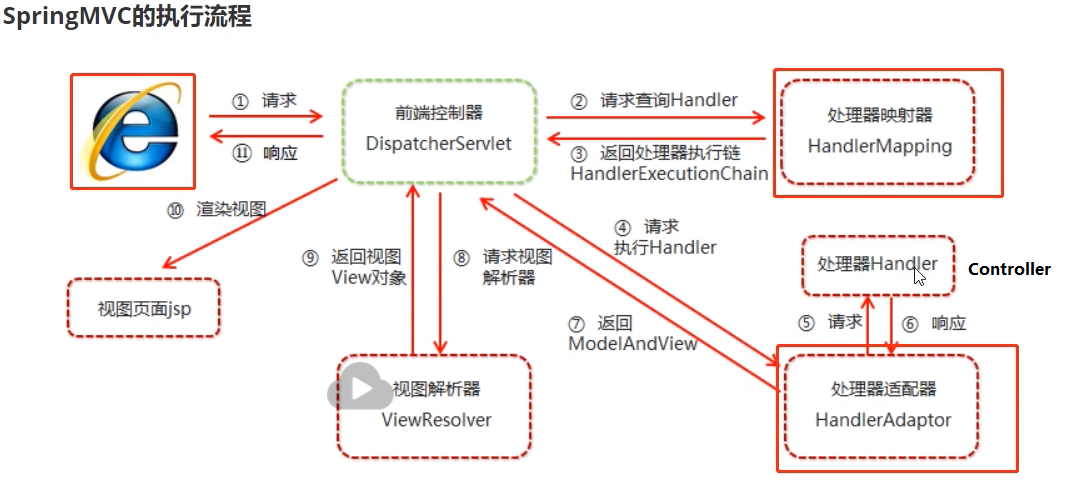 SpringMVC的执行流程
① 请求
⑪ 响应
前端控制器
DispatcherServlet
② 请求查询Handler
③ 返回处理器执行链
HandlerExecutionChain
处理器映射器
HandlerMapping
⑩ 渲染视图
④ 请求
执行Handler
处理器Handler
Controller
⑨ 返回视图
View对象
⑧ 请求视图
解析器
视图页面jsp
⑦ 返回
ModelAndView
⑤ 请求
⑥ 响应
视图解析器
ViewResolver
处理器适配器
HandlerAdaptor